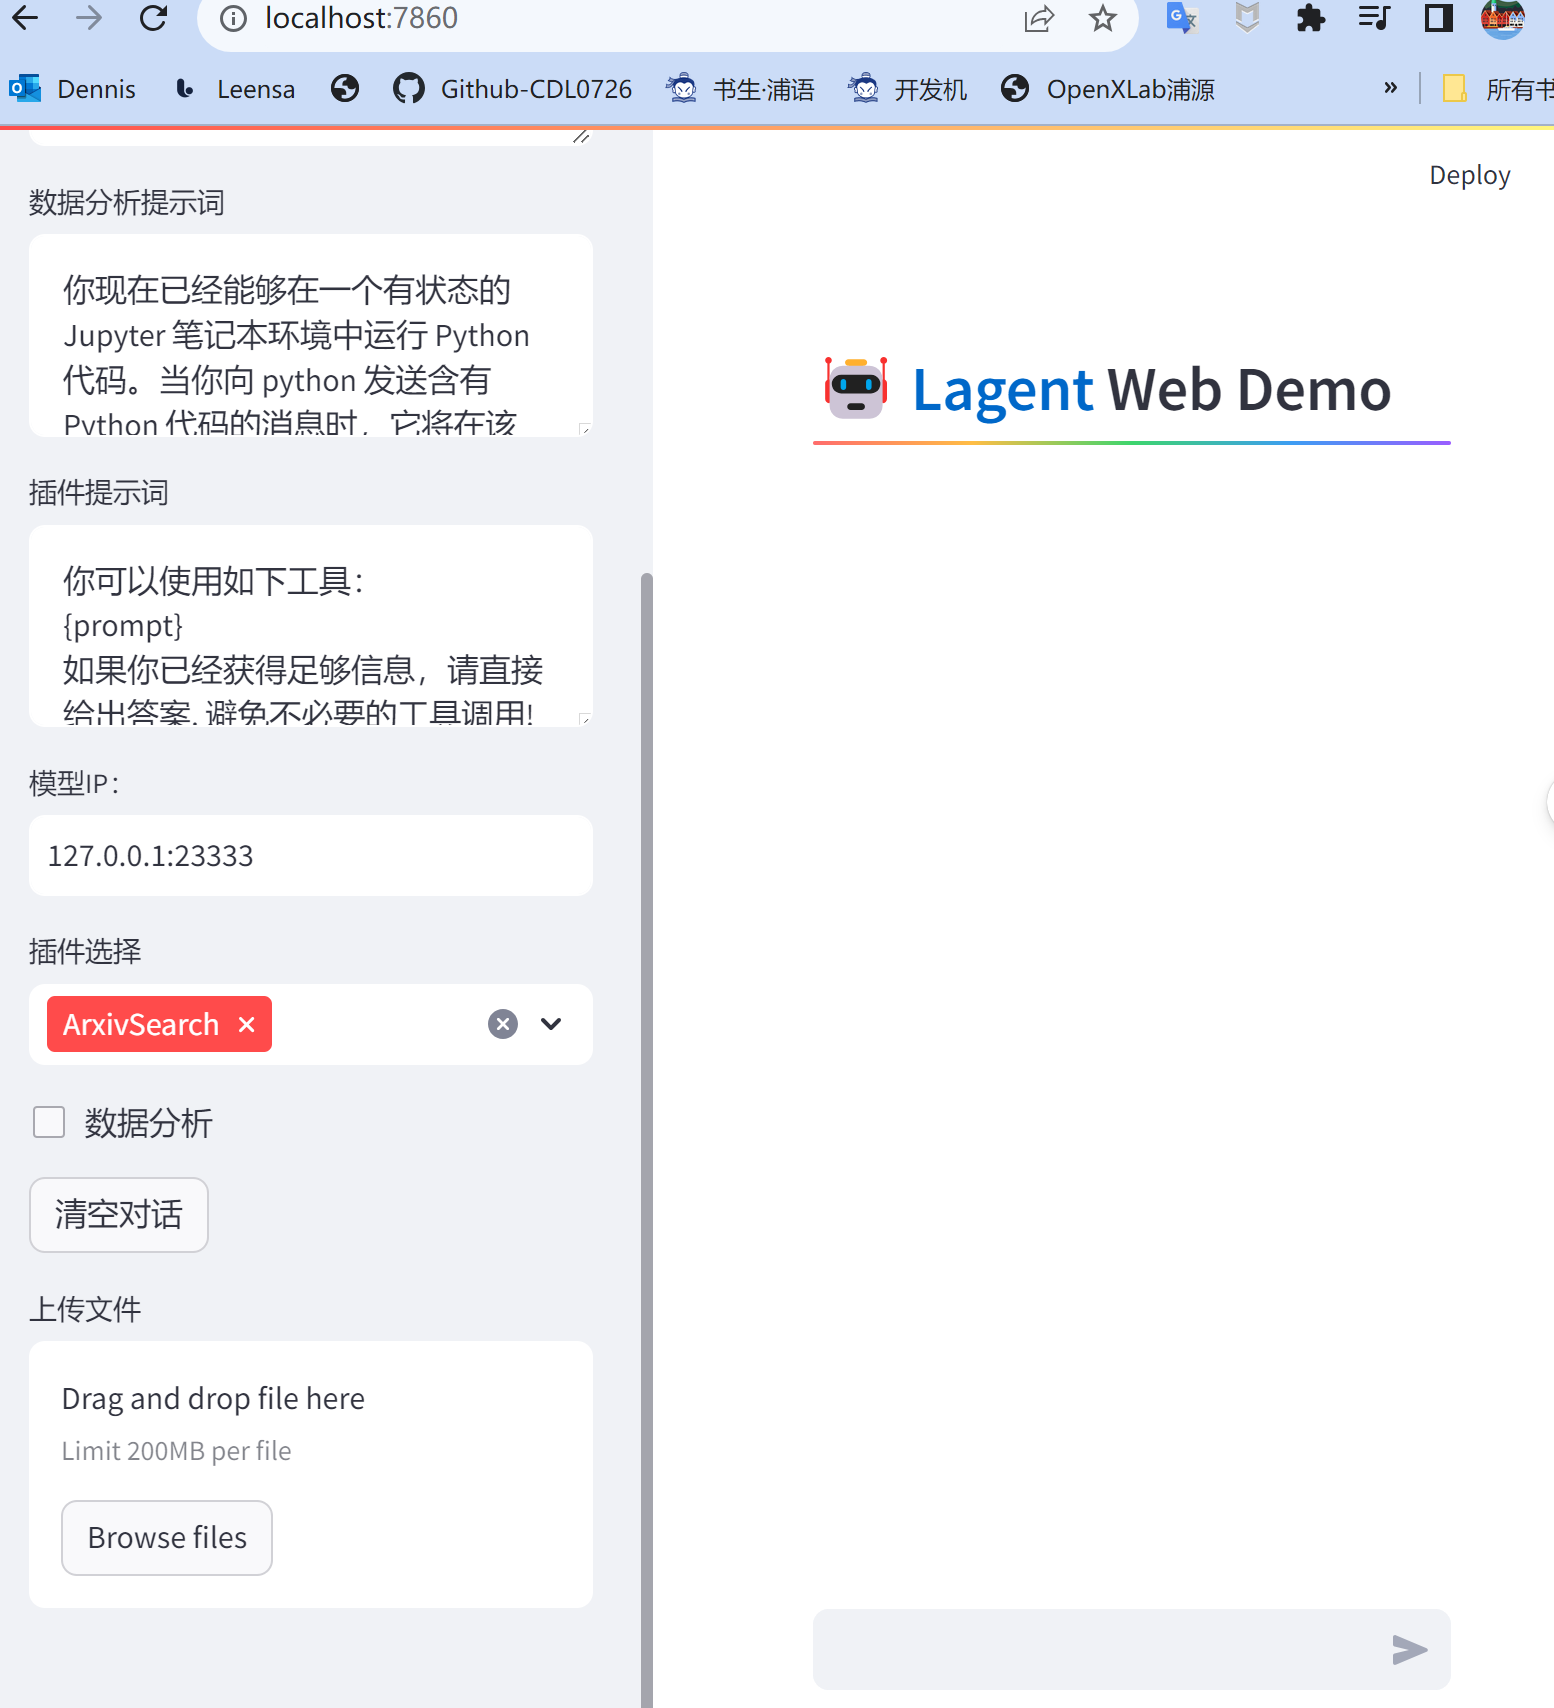 localhost:7860
Dennis
Leensa
Github-CDL0726
书生·浦语
开发机
OpenXLab浦源
»
所有书
Deploy
数据分析提示词
你现在已经能够在一个有状态的
Jupyter 笔记本环境中运行 Python
代码。当你向 python 发送含有
Python 代码的消息时，它将在该
插件提示词
你可以使用如下工具：
{prompt}
如果你已经获得足够信息，请直接
给出答案. 避免不必要的工具调用!
模型IP：
127.0.0.1:23333
插件选择
ArxivSearch
数据分析
清空对话
上传文件
Drag and drop file here
Limit 200MB per file
Browse files
Lagent Web Demo